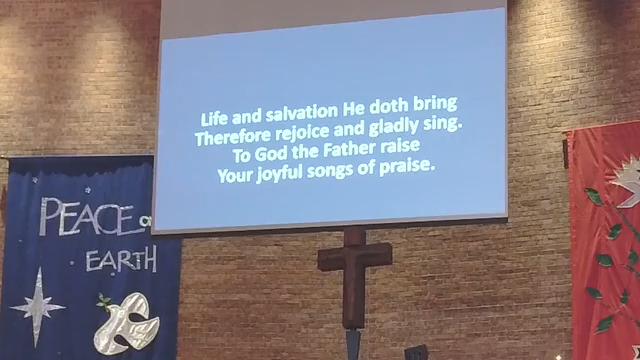 Life and salvation He doth bring
Therefore rejoice and gladly sing.
To God the Father raise
Your joyful songs of praise.
PEACE on
EARTH